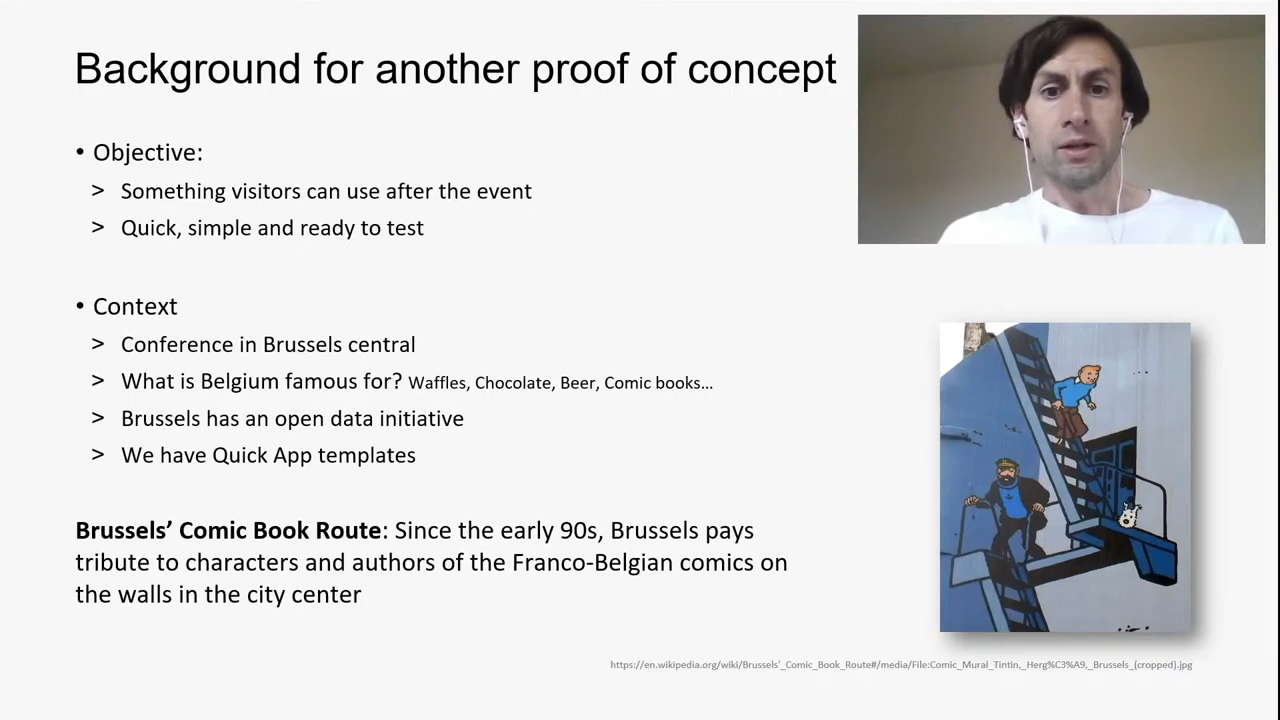 Background for another proof of concept
• Objective:
> Something visitors can use after the event
> Quick, simple and ready to test
• Context
> Conference in Brussels central
> What is Belgium famous for? Waffles, Chocolate, Beer, Comic books...
> Brussels has an open data initiative
> We have Quick App templates
Brussels’ Comic Book Route: Since the early 90s, Brussels pays
tribute to characters and authors of the Franco-Belgian comics on
the walls in the city center
https://en.wikipedia.org/wiki/Brussels'_Comic_Book_Route#/media/File:Comic_Mural_Tintin,_Herg%C3%A9,_Brussels_(cropped).jpg